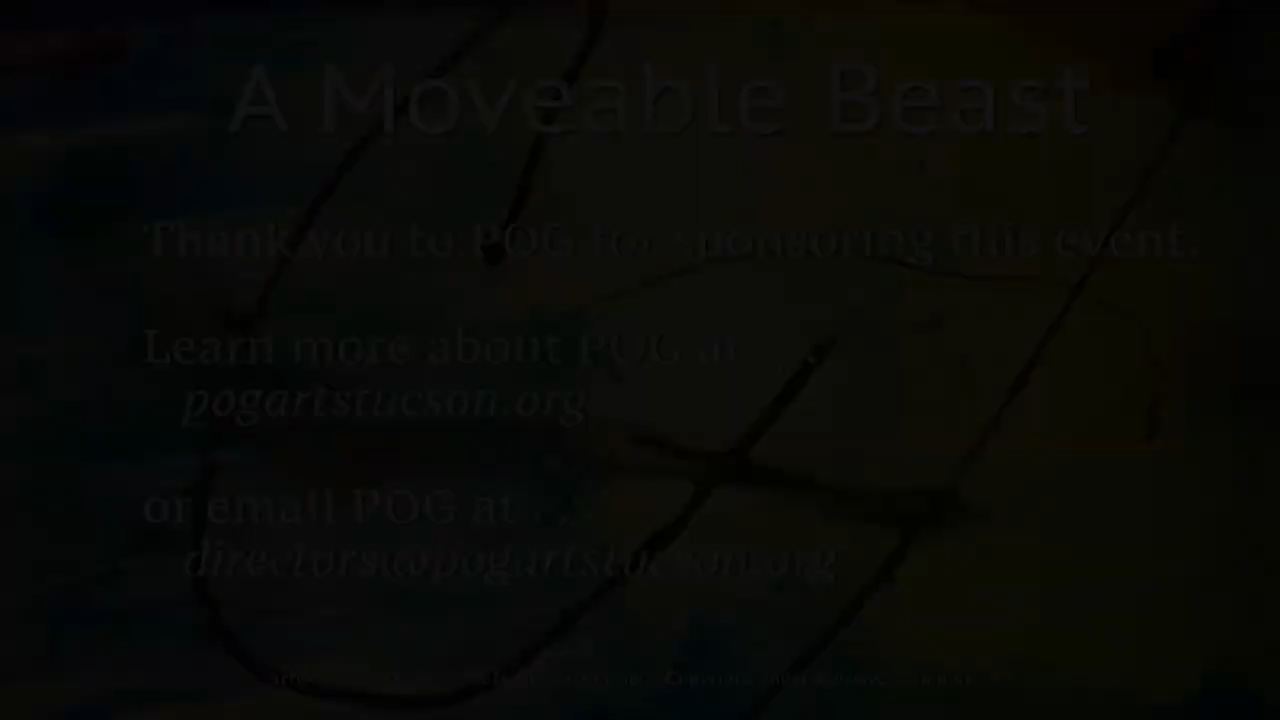 A Moveable Beast
Thank you to POG for sponsoring this event.
Learn more about POG at
pogartstucson.org
or email POG at . . .
directors@pogartstucson.org